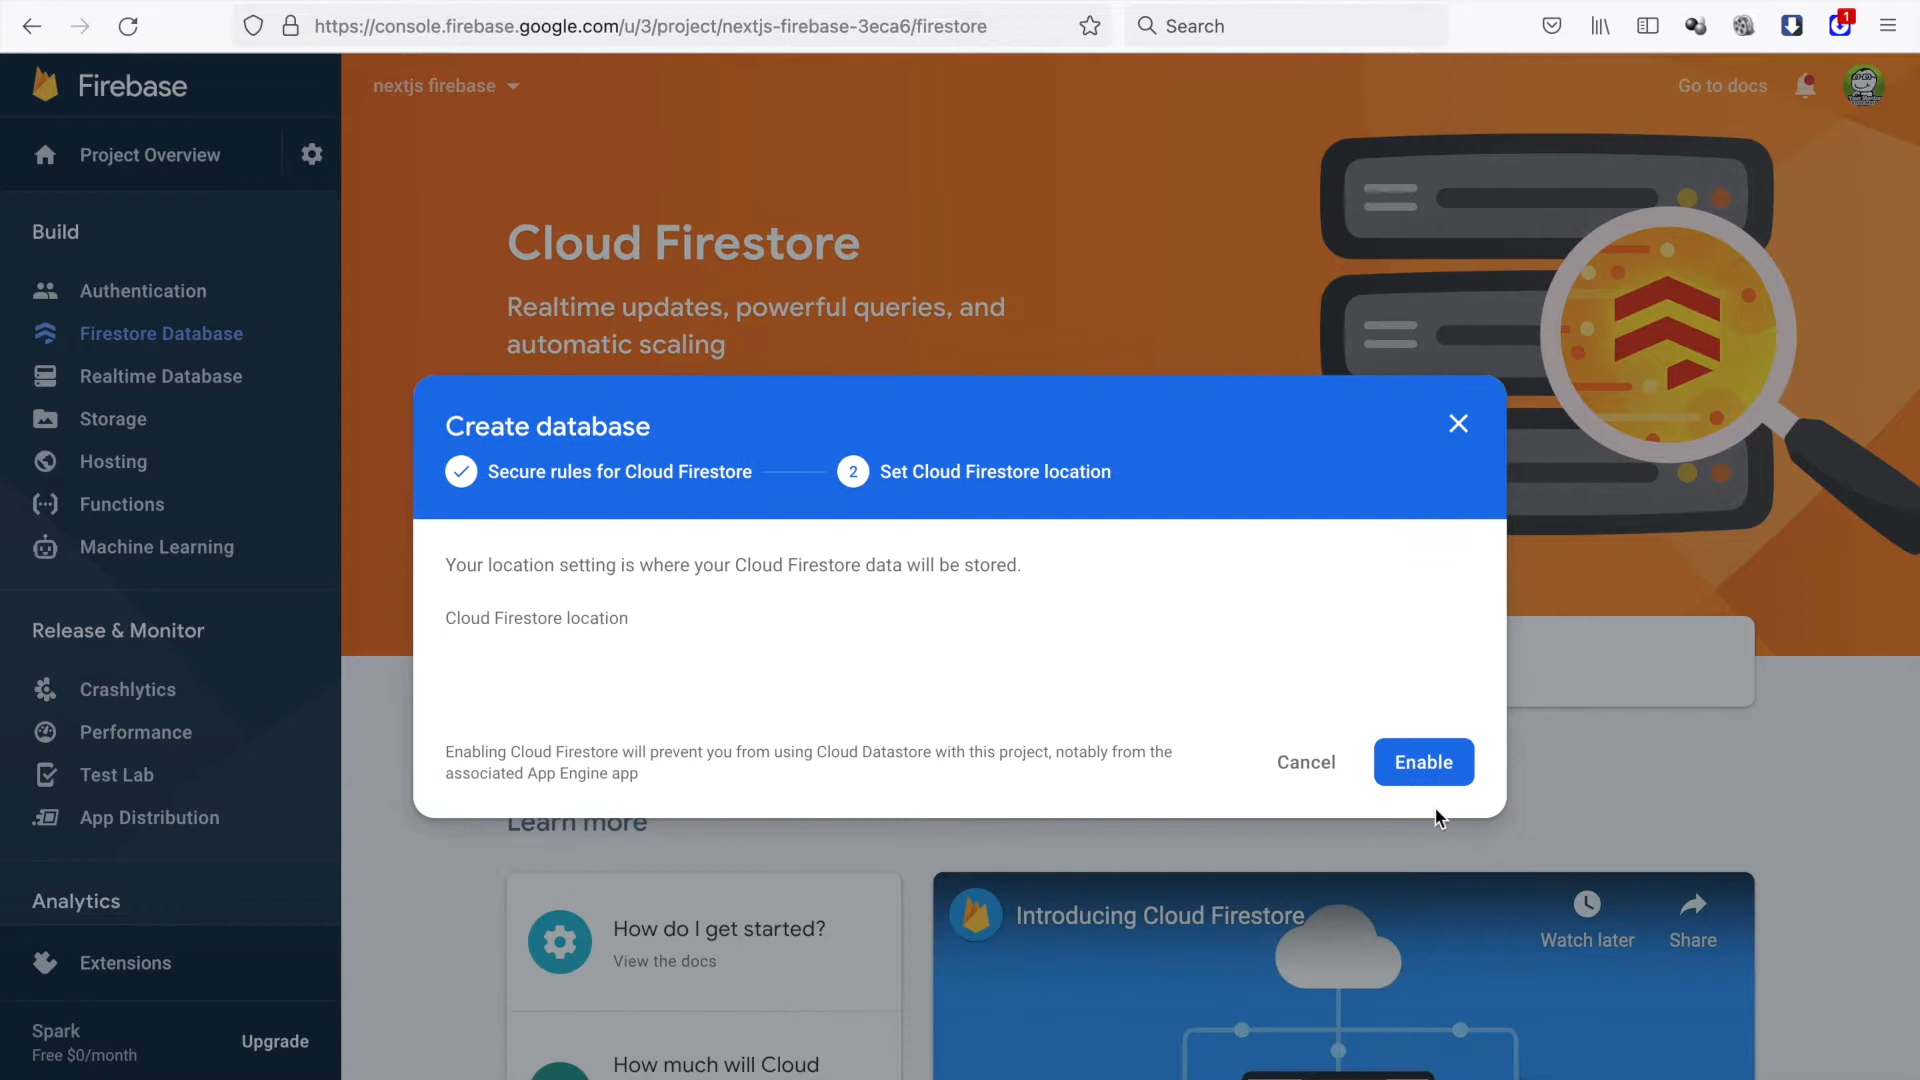 https://console.firebase.google.com/u/3/project/nextjs-firebase-3eca6/firestore
Search
1
Firebase
nextjs firebase
Go to docs
Project Overview
Build
Authentication
Firestore Database
Realtime Database
Storage
Hosting
Functions
Machine Learning
Release & Monitor
Crashlytics
Performance
Test Lab
App Distribution
Analytics
Extensions
Spark
Free $0/month
Upgrade
Cloud Firestore
Realtime updates, powerful queries, and
automatic scaling
Create database
Secure rules for Cloud Firestore
2
Set Cloud Firestore location
Your location setting is where your Cloud Firestore data will be stored.
Cloud Firestore location
Enabling Cloud Firestore will prevent you from using Cloud Datastore with this project, notably from the
associated App Engine app
Cancel
Enable
Learn more
How do I get started?
View the docs
How much will Cloud
Introducing Cloud Firestore
Watch later
Share